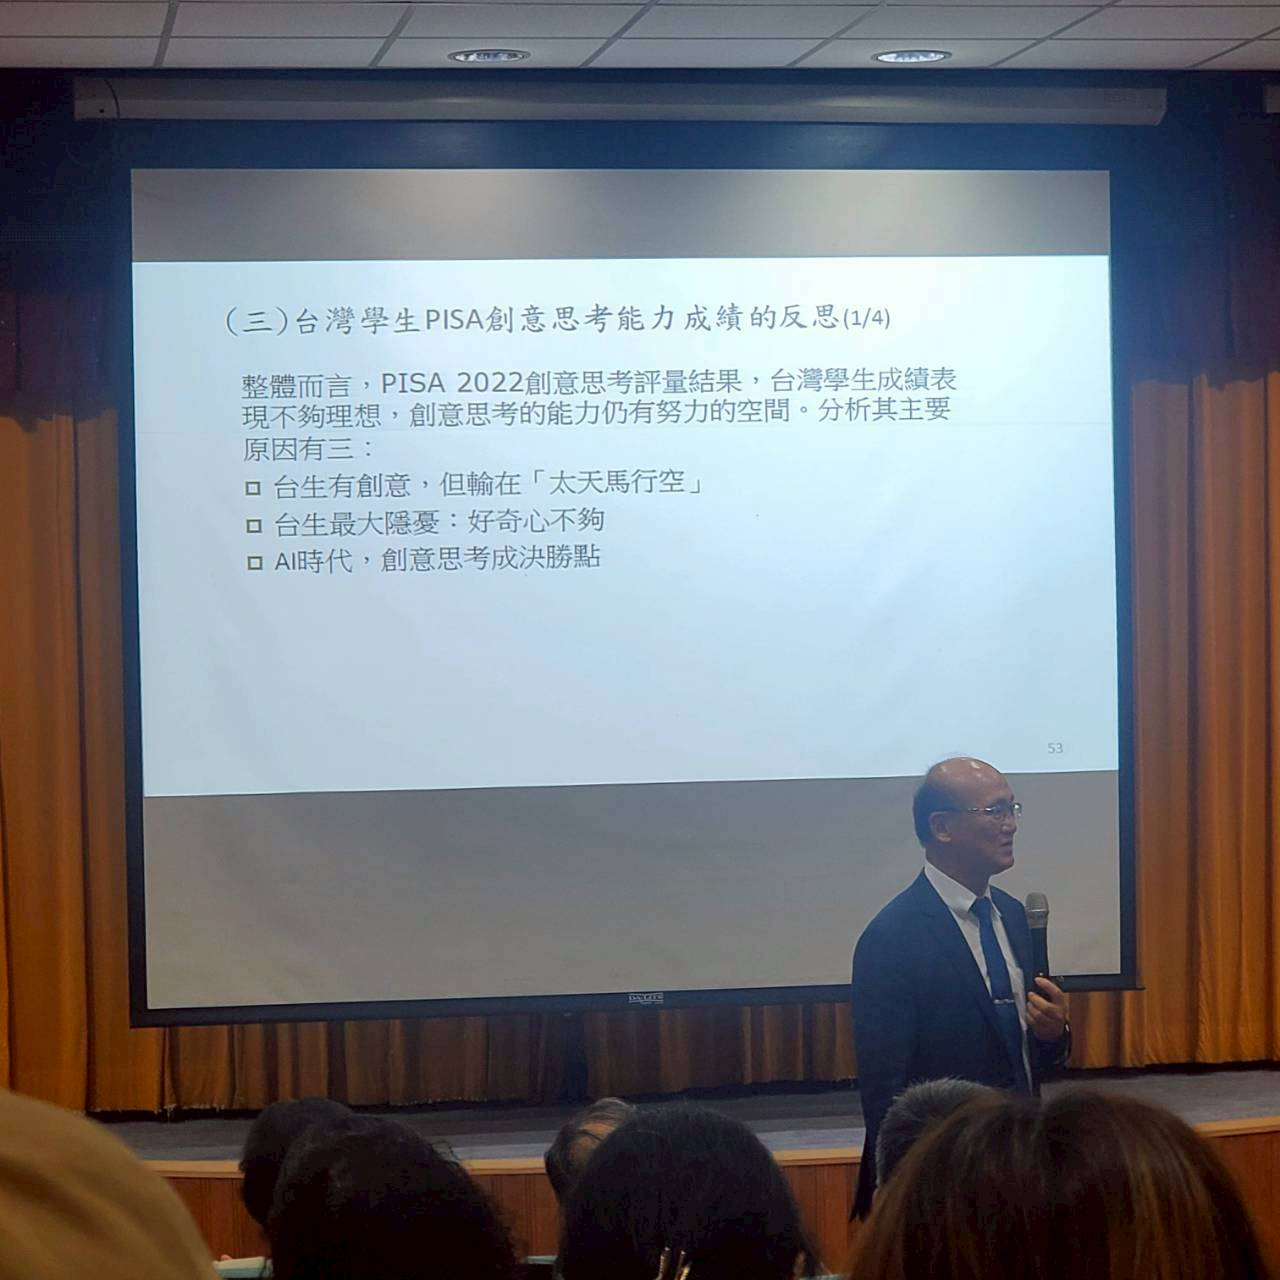 (三)台灣學生PISA創意思考能力成績的反思(1/4)
整體而言，PISA 2022創意思考評量結果，台灣學生成績表
現不夠理想，創意思考的能力仍有努力的空間。分析其主要
原因有三：
台生有創意，但輸在「太天馬行空」
台生最大隱憂：好奇心不夠
AI時代，創意思考成決勝點
53
DA-LITE